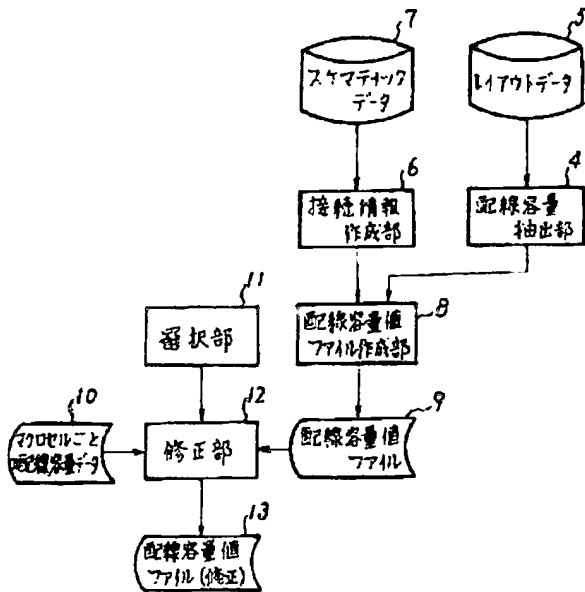 7
5
スケマティック
データ
レイアウトデータ
6
4
接続情報
作成部
配線容量
抽出部
11
8
選択部
配線容量値
ファイル作成部
10
12
9
マクロセルごと
の配線容量データ
修正部
配線容量値
ファイル
13
配線容量値
ファイル(修正)